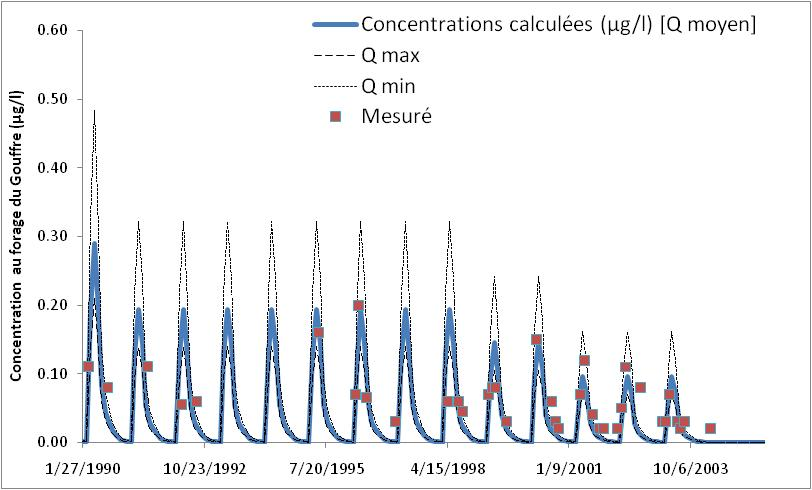 Concentrations calculées (µg/l) [Q moyen]
Q max
Q min
Mesuré
Concentration au forage du Gouffre (µg/l)
0.60
0.50
0.40
0.30
0.20
0.10
0.00
1/27/1990 10/23/1992 7/20/1995 4/15/1998 1/9/2001 10/6/2003